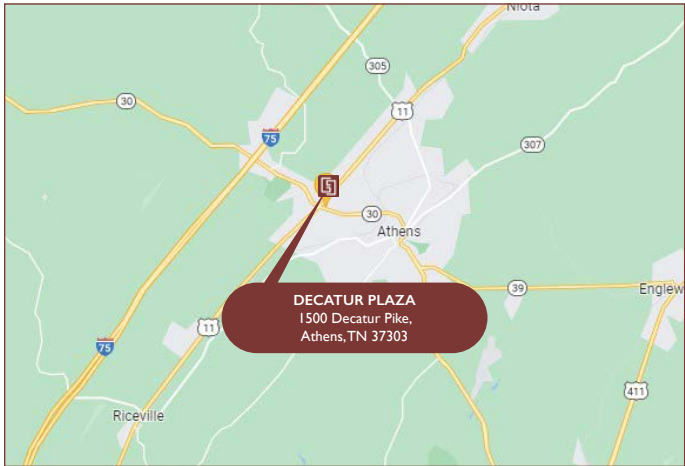 Niota
305
30
11
75
307
30
Athens
DECATUR PLAZA
1500 Decatur Pike,
Athens, TN 37303
39
Englew
11
75
411
Riceville